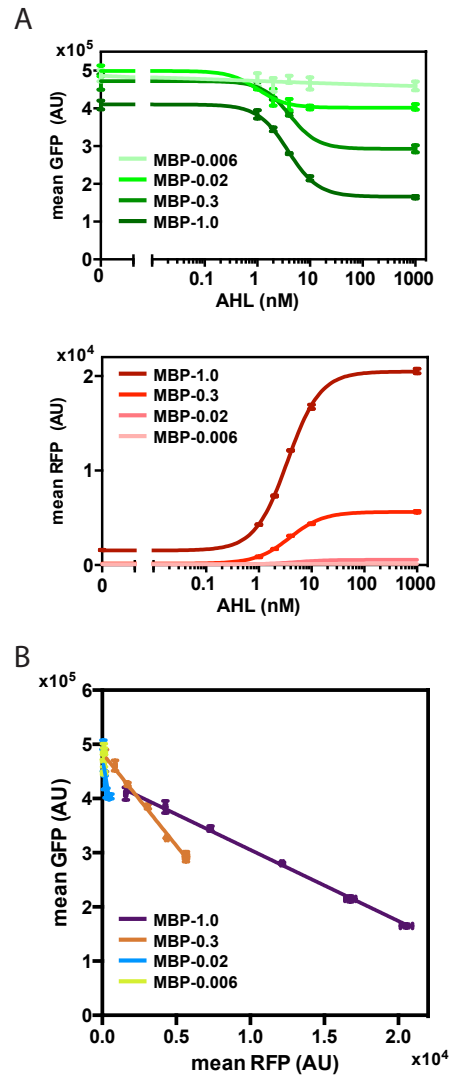 A
x10⁵
6
5
4
3
2
1
0
mean GFP (AU)
MBP-0.006
MBP-0.02
MBP-0.3
MBP-1.0
0 0.1 1 10 100 1000
AHL (nM)
x10⁴
2
1
0
mean RFP (AU)
MBP-1.0
MBP-0.3
MBP-0.02
MBP-0.006
0 0.1 1 10 100 1000
AHL (nM)
B
x10⁵
6
5
4
3
2
1
0
mean GFP (AU)
MBP-1.0
MBP-0.3
MBP-0.02
MBP-0.006
0.0 0.5 1.0 1.5 2.0
x10⁴
mean RFP (AU)